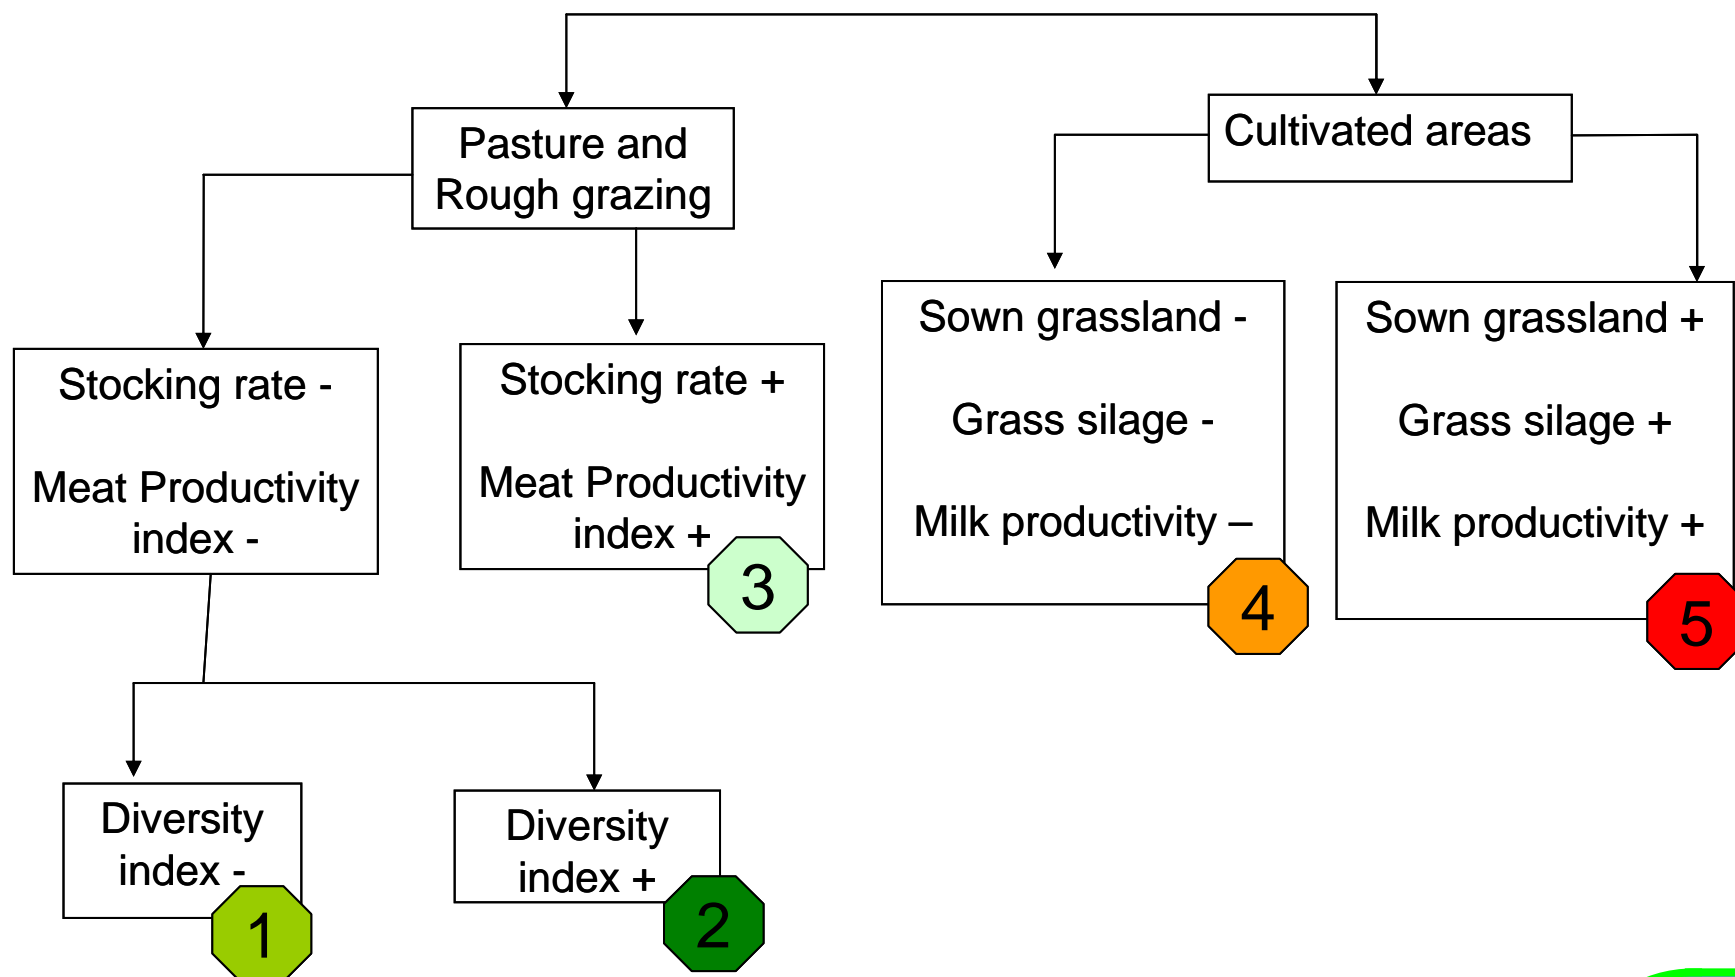 Pasture and
Rough grazing
Cultivated areas
Stocking rate -
Meat Productivity
index -
Stocking rate +
Meat Productivity
index +
3
Sown grassland -
Grass silage -
Milk productivity –
4
Sown grassland +
Grass silage +
Milk productivity +
5
Diversity
index -
1
Diversity
index +
2